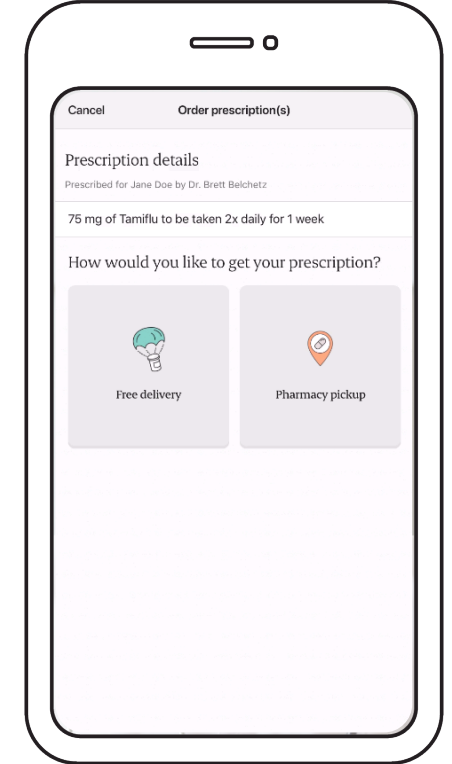 Cancel
Order prescription(s)
Prescription details
Prescribed for Jane Doe by Dr. Brett Belchetz
75 mg of Tamiflu to be taken 2x daily for 1 week
How would you like to get your prescription?
Free delivery
Pharmacy pickup